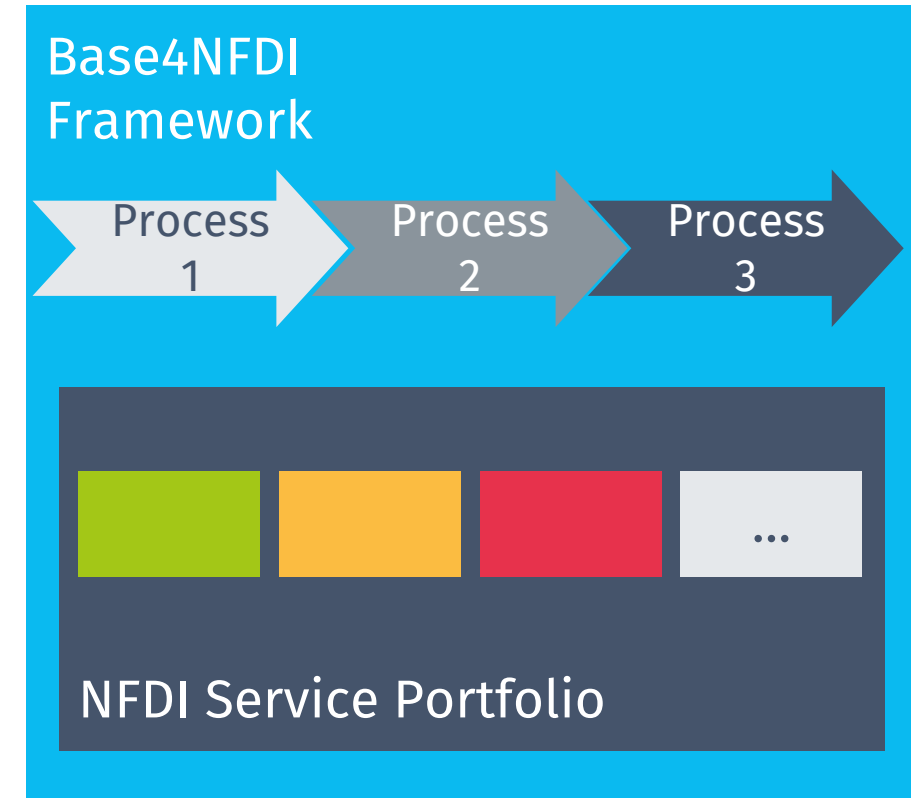 Base4NFDI
Framework
Process
1
Process
2
Process
3
...
NFDI Service Portfolio